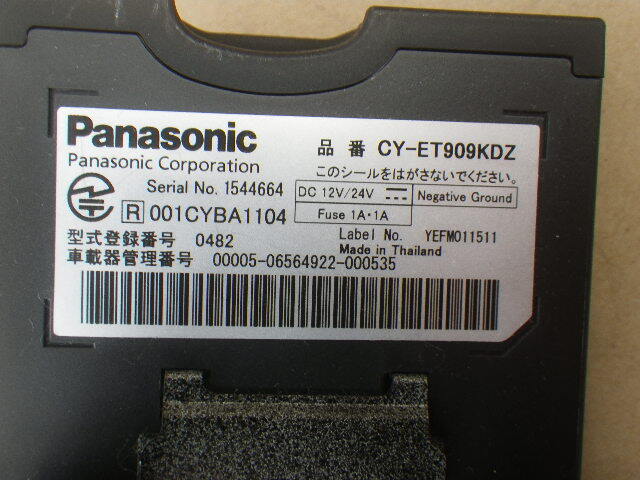 Panasonic
Panasonic Corporation
品 番 CY-ET909KDZ
このシールをはがさないでください.
Serial No. 1544664
DC 12V/24V
Negative Ground
Fuse 1A・1A
R 001CYBA1104
Label No. YEFM011511
Made in Thailand
型式登録番号 0482
車載器管理番号 00005-06564922-000535